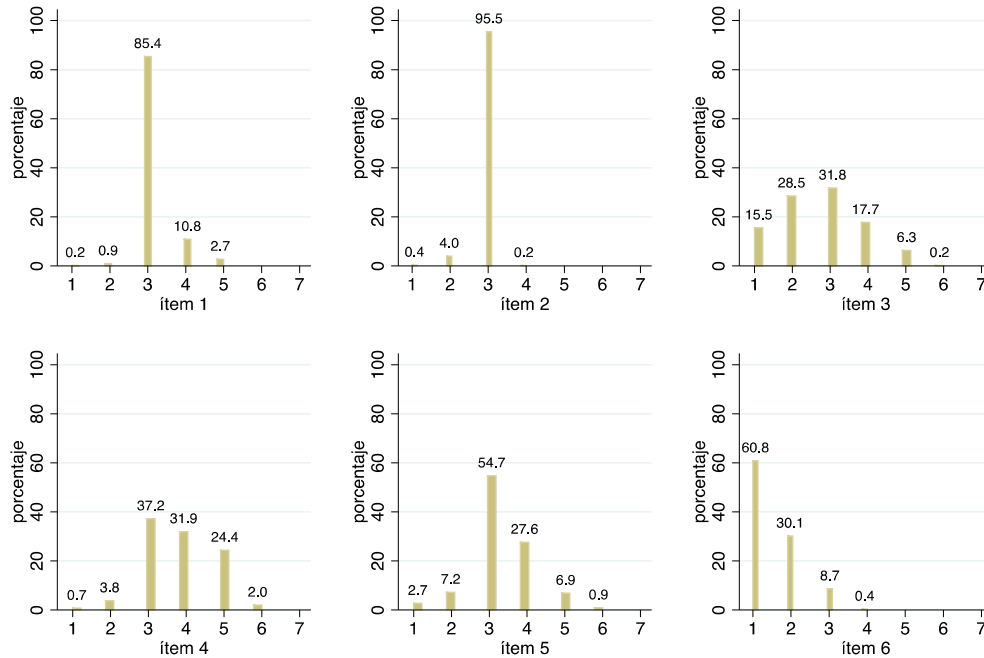 porcentaje
0 20 40 60 80 100
0.2 0.9 85.4 10.8 2.7
1 2 3 4 5 6 7
ítem 1
porcentaje
0 20 40 60 80 100
0.4 4.0 95.5 0.2
1 2 3 4 5 6 7
ítem 2
porcentaje
0 20 40 60 80 100
15.5 28.5 31.8 17.7 6.3 0.2
1 2 3 4 5 6 7
ítem 3
porcentaje
0 20 40 60 80 100
0.7 3.8 37.2 31.9 24.4 2.0
1 2 3 4 5 6 7
ítem 4
porcentaje
0 20 40 60 80 100
2.7 7.2 54.7 27.6 6.9 0.9
1 2 3 4 5 6 7
ítem 5
porcentaje
0 20 40 60 80 100
60.8 30.1 8.7 0.4
1 2 3 4 5 6 7
ítem 6